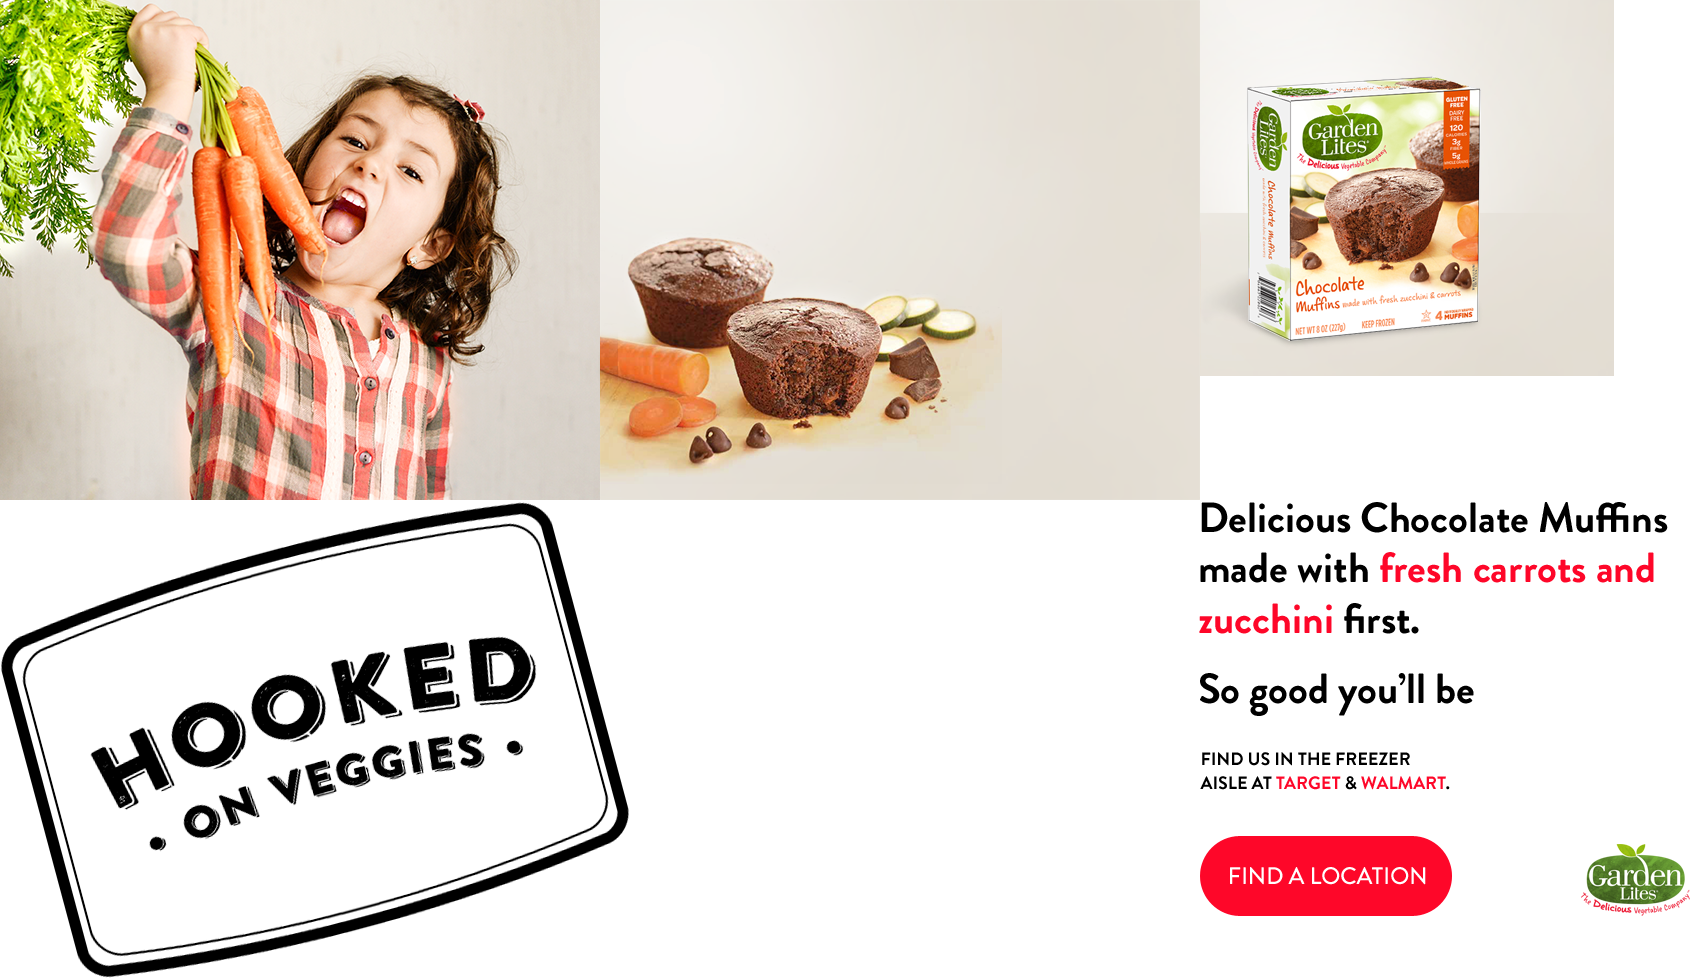 Garden
Lites
The Delicious Vegetable Company
GLUTEN
FREE
DAIRY
FREE
120
CALORIES
3g
FIBER
5g
WHOLE GRAINS
Garden
Lites
Chocolate Muffins
Chocolate
Muffins made with fresh zucchini & carrots
NET WT 8 OZ (227g)
KEEP FROZEN
4
MUFFINS
Delicious Chocolate Muffins
made with fresh carrots and
zucchini first.
So good you’ll be
FIND US IN THE FREEZER
AISLE AT TARGET & WALMART.
FIND A LOCATION
HOOKED
• ON VEGGIES •
Garden
Lites
The Delicious Vegetable Company